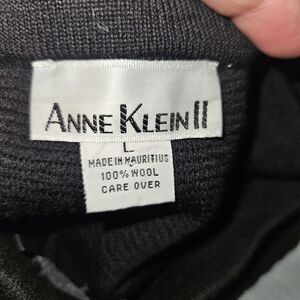 ANNE KLEIN II
L
MADE IN MAURITIUS
100% WOOL
CARE OVER